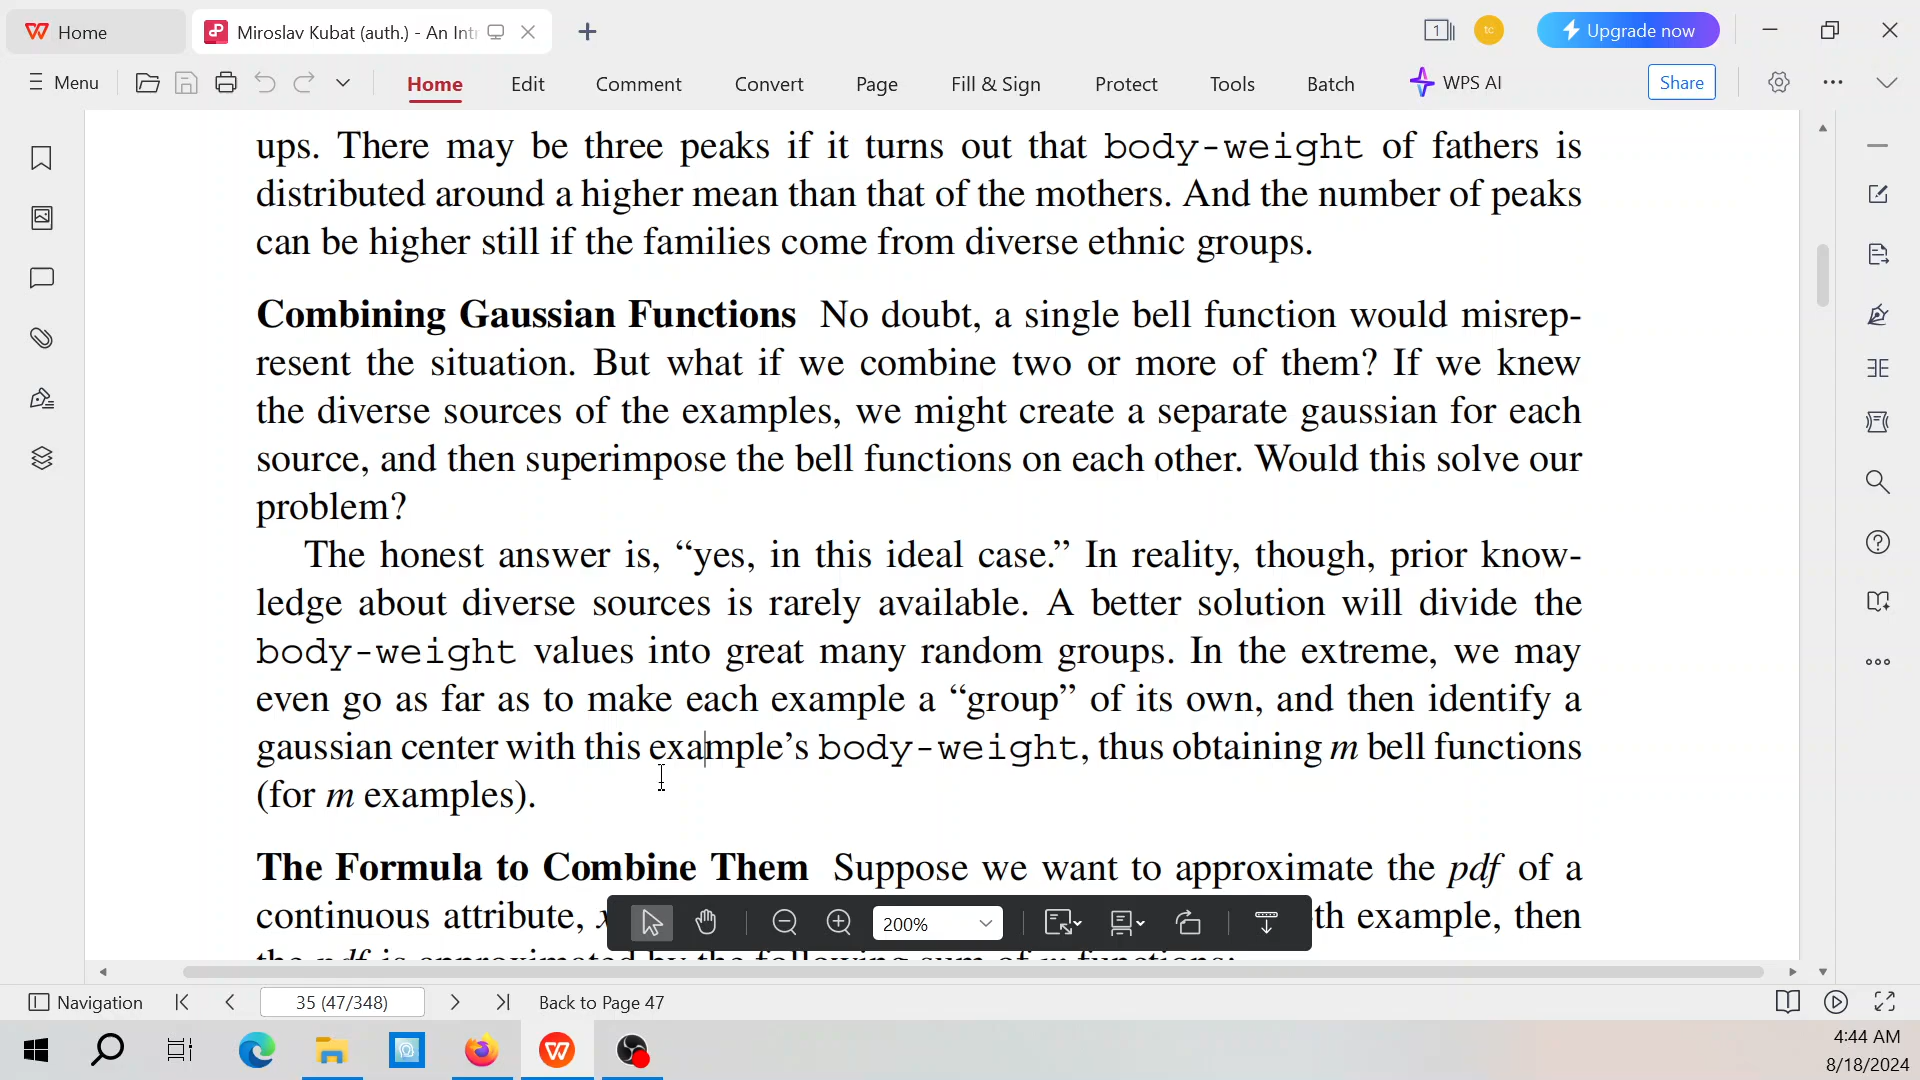 Home
Miroslav Kubat (auth.) - An Intr
1
tc
Upgrade now
Menu
Home
Edit
Comment
Convert
Page
Fill & Sign
Protect
Tools
Batch
WPS AI
Share
ups. There may be three peaks if it turns out that body-weight of fathers is
distributed around a higher mean than that of the mothers. And the number of peaks
can be higher still if the families come from diverse ethnic groups.
Combining Gaussian Functions No doubt, a single bell function would misrep-
resent the situation. But what if we combine two or more of them? If we knew
the diverse sources of the examples, we might create a separate gaussian for each
source, and then superimpose the bell functions on each other. Would this solve our
problem?
The honest answer is, “yes, in this ideal case.” In reality, though, prior know-
ledge about diverse sources is rarely available. A better solution will divide the
body-weight values into great many random groups. In the extreme, we may
even go as far as to make each example a “group” of its own, and then identify a
gaussian center with this example’s body-weight, thus obtaining m bell functions
(for m examples).
The Formula to Combine Them Suppose we want to approximate the pdf of a
continuous attribute, th example, then
the pdf is approximated by the following sum of m functions:
200%
Navigation
35 (47/348)
Back to Page 47
4:44 AM
8/18/2024